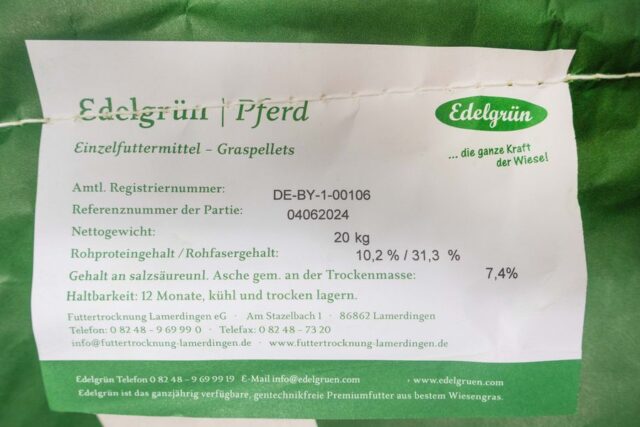 Edelgrün | Pferd
Edelgrün
... die ganze Kraft
der Wiese!
Einzelfuttermittel – Graspellets
Amtl. Registriernummer: DE-BY-1-00106
Referenznummer der Partie: 04062024
Nettogewicht: 20 kg
Rohproteingehalt /Rohfasergehalt: 10,2 % / 31,3 %
Gehalt an salzsäureunl. Asche gem. an der Trockenmasse: 7,4%
Haltbarkeit: 12 Monate, kühl und trocken lagern.
Futtertrocknung Lamerdingen eG · Am Stazelbach 1 · 86862 Lamerdingen
Telefon: 0 82 48 – 9 69 99 0 · Telefax: 0 82 48 – 73 20
info@futtertrocknung-lamerdingen.de · www.futtertrocknung-lamerdingen.de
Edelgrün Telefon 0 82 48 – 9 69 99 19 E-Mail info@edelgruen.com · www.edelgruen.com
Edelgrün ist das ganzjährig verfügbare, gentechnikfreie Premiumfutter aus bestem Wiesengras.